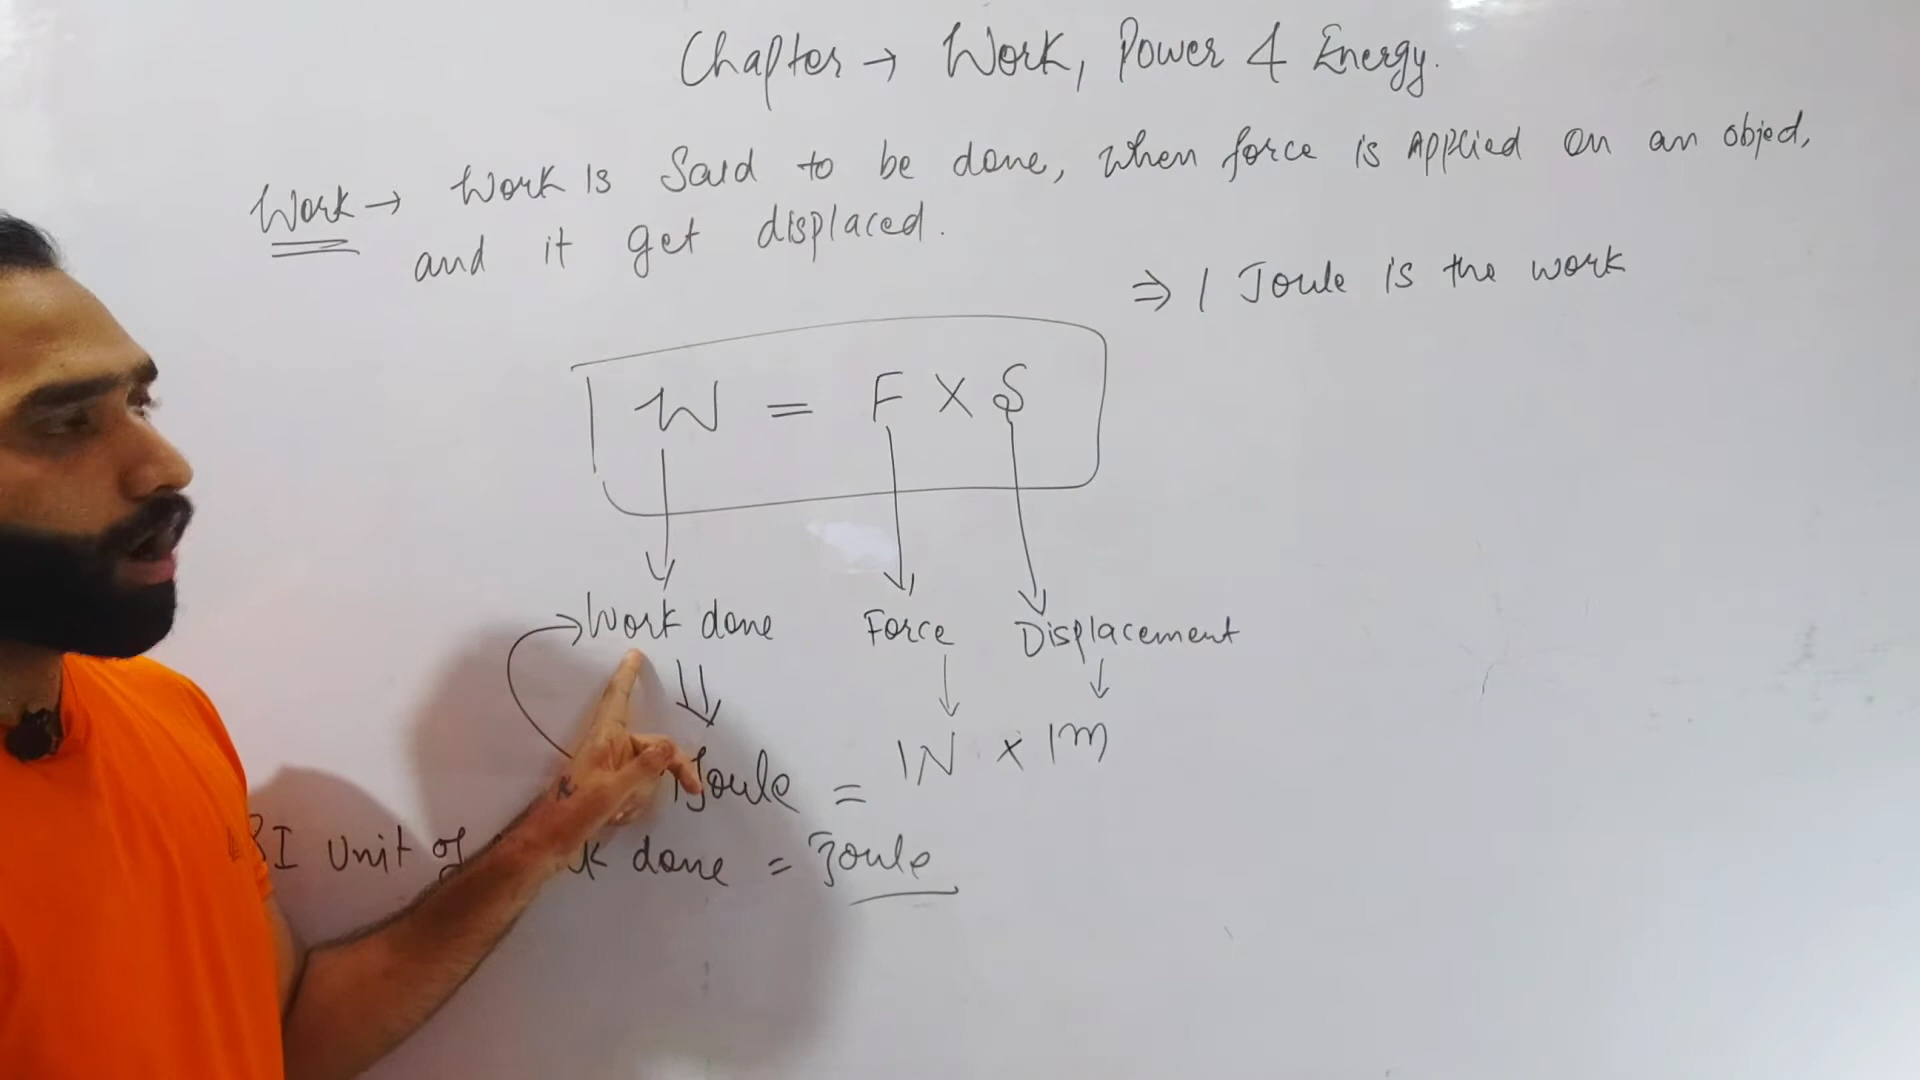 Chapter → Work, Power & Energy.
Work → Work is Said to be done, when force is Applied on an object,
and it get displaced.
⇒ 1 Joule is the work
W = F X S
Work done Force Displacement
Joule = 1N x 1m
SI Unit of done = Joule